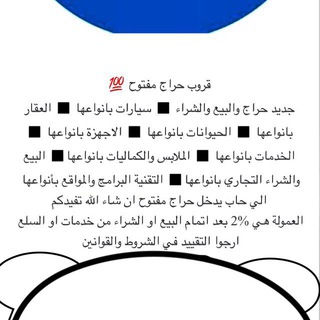 قروب حراج مفتوح 💯
جديد حراج والبيع والشراء ⬛ سيارات بانواعها ⬛ العقار
بانواعها ⬛ الحيوانات بانواعها ⬛ الاجهزة بانواعها ⬛
الخدمات بانواعها ⬛ الملابس والكماليات بانواعها ⬛ البيع
والشراء التجاري بانواعها ⬛ التقنية البرامج والمواقع بأنواعها
الي حاب يدخل حراج مفتوح ان شاء الله تفيدكم
العمولة هي 2% بعد اتمام البيع او الشراء من خدمات او السلع
ارجوا التقييد في الشروط والقوانين